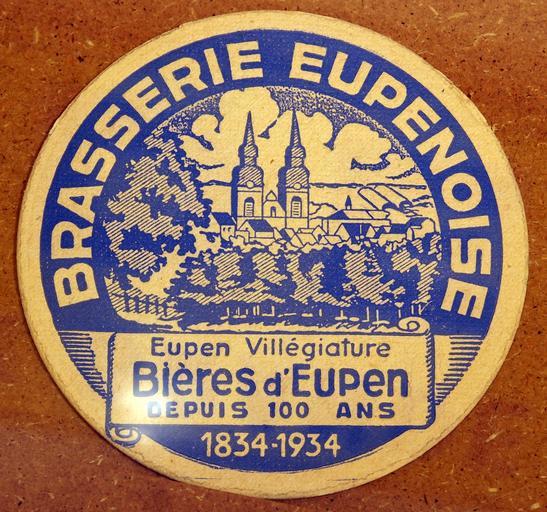 BRASSERIE EUPENOISE
Eupen Villégiature
Bières d'Eupen
DEPUIS 100 ANS
1834-1934